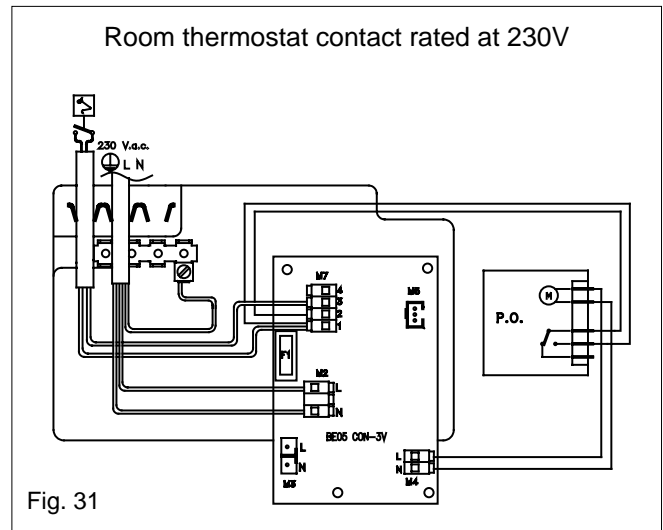 Room thermostat contact rated at 230V
230 V.a.c.
L N
M7
4
3
2
1
M5
M
P.O.
F1
M2
L
N
BE05 CON-3V
L
N
M3
L
N
M4
Fig. 31